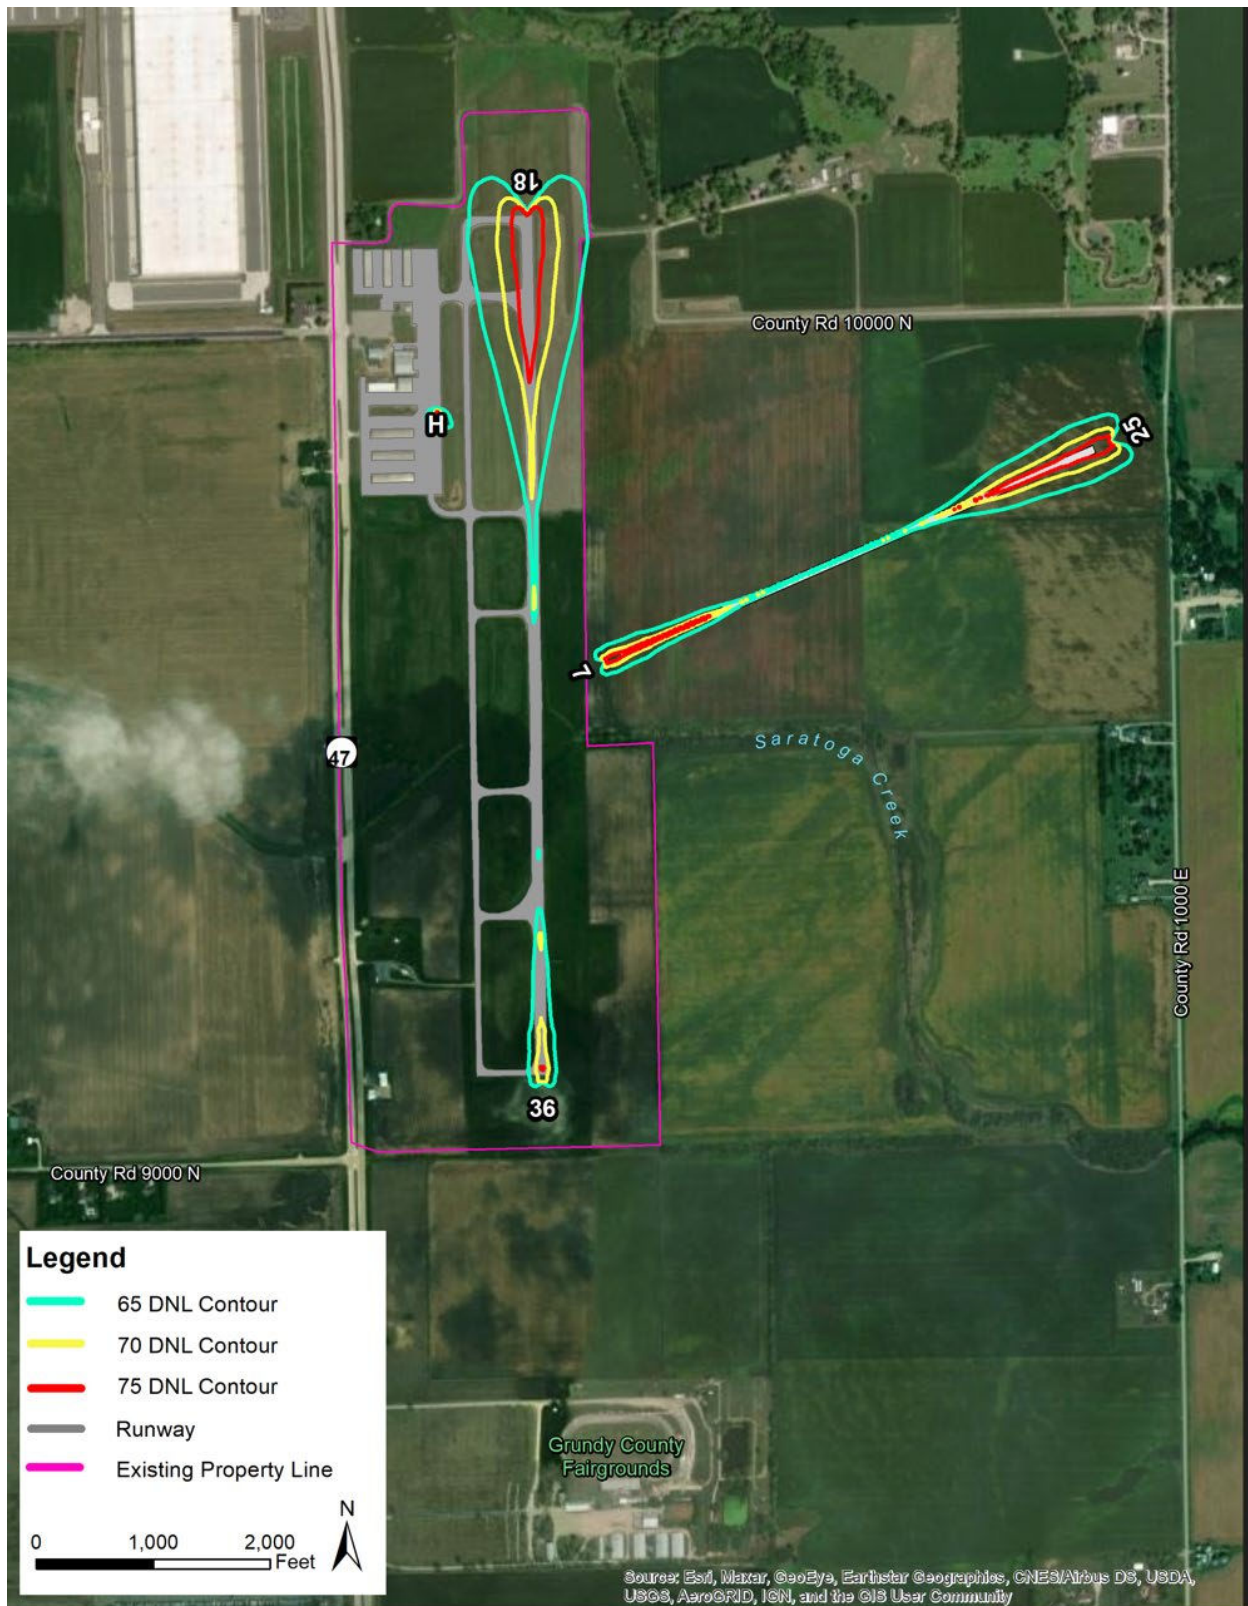 18
County Rd 10000 N
H
25
7
47
Saratoga Creek
County Rd 1000 E
36
County Rd 9000 N
Legend
65 DNL Contour
70 DNL Contour
75 DNL Contour
Runway
Existing Property Line
N
0 1,000 2,000
Feet
Grundy County
Fairgrounds
Source: Esri, Maxar, GeoEye, Earthstar Geographics, CNES/Airbus DS, USDA,
USGS, AeroGRID, IGN, and the GIS User Community